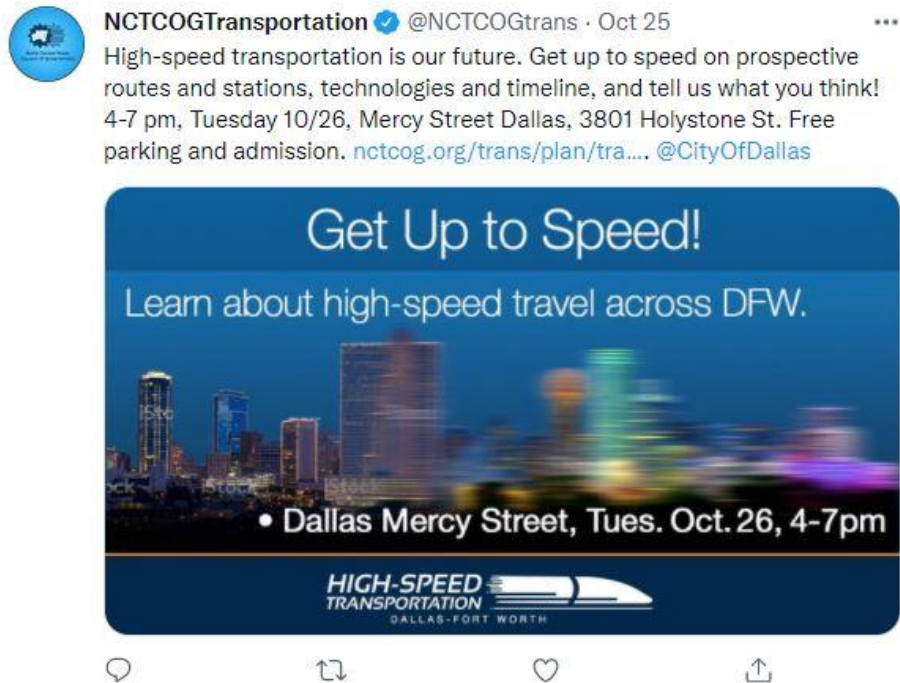 NCTCOGTransportation @NCTCOGtrans · Oct 25
High-speed transportation is our future. Get up to speed on prospective
routes and stations, technologies and timeline, and tell us what you think!
4-7 pm, Tuesday 10/26, Mercy Street Dallas, 3801 Holystone St. Free
parking and admission. nctcog.org/trans/plan/tra.... @CityOfDallas
Get Up to Speed!
Learn about high-speed travel across DFW.
• Dallas Mercy Street, Tues. Oct. 26, 4-7pm
HIGH-SPEED
TRANSPORTATION
DALLAS-FORT WORTH